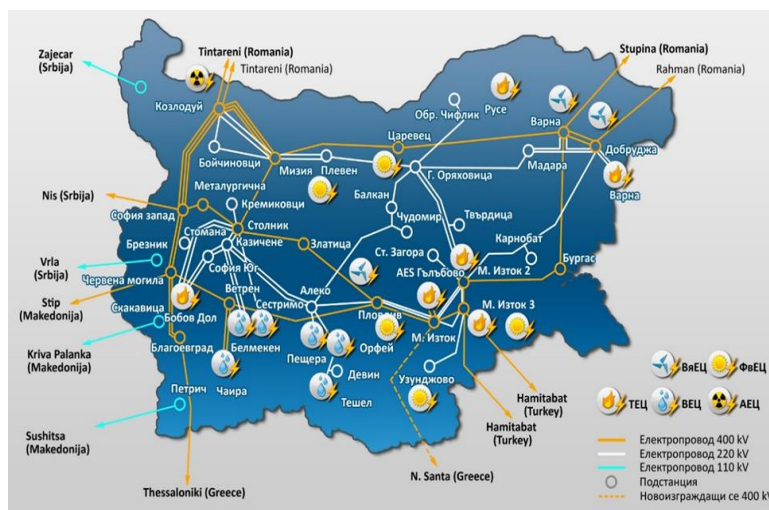 Zajecar
(Srbija)
Tintareni (Romania)
Tintareni (Romania)
Stupina (Romania)
Rahman (Romania)
Козлодуй
Обр. Чифлик
Русе
Варна
Царевец
Добруджа
Бойчиновци
Мизия
Плевен
Г. Оряховица
Мадара
Варна
Металургична
Кремиковци
Балкан
Nis (Srbija)
София запад
Столник
Чудомир
Твърдица
Стомана
Казичене
Златица
Карнобат
Брезник
Ст. Загора
Бургас
София Юг
AES Гълъбово
М. Изток 2
Vrla
(Srbija)
Червена могила
Ветрен
Алеко
Stip
(Makedonija)
Скакавица
Бобов Дол
Сестримо
Пловдив
М. Изток 3
Благоевград
Белмекен
Пещера
Орфей
М. Изток
Kriva Palanka
(Makedonija)
Чаира
Девин
Узунджово
Петрич
Тешел
Hamitabat
(Turkey)
Hamitabat
(Turkey)
Sushitsa
(Makedonija)
Thessaloniki (Greece)
N. Santa (Greece)
ВяЕЦ
ФвЕЦ
ТЕЦ
ВЕЦ
АЕЦ
Електропровод 400 kV
Електропровод 220 kV
Електропровод 110 kV
Подстанция
Новоизграждащи се 400 kV